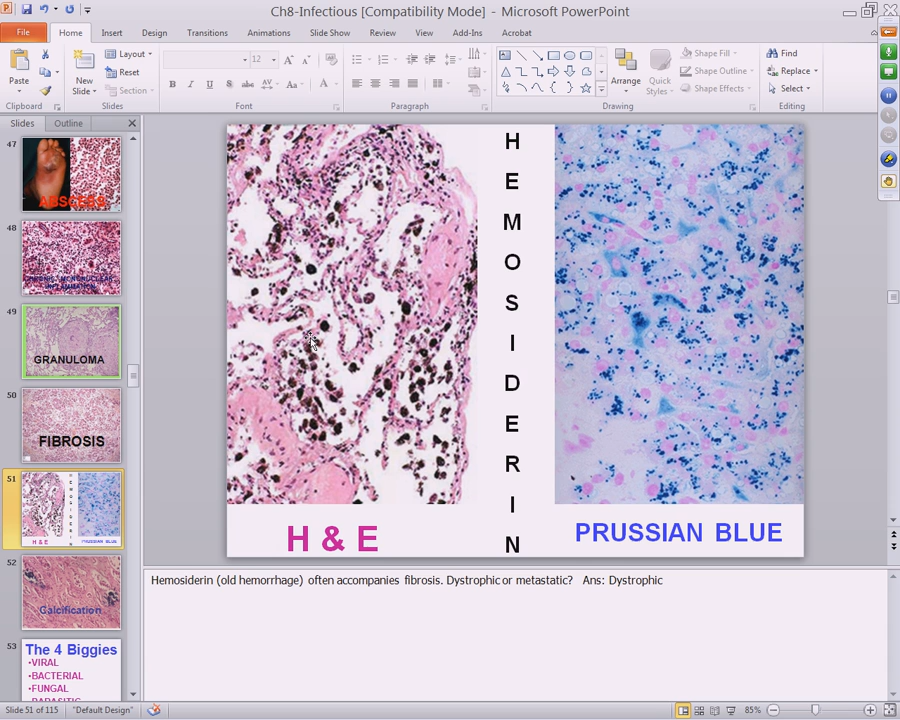 Ch8-Infectious [Compatibility Mode] - Microsoft PowerPoint
File Home Insert Design Transitions Animations Slide Show Review View Add-Ins Acrobat
Paste
New
Slide
Layout
Reset
Section
12
B I U S abc AV Aa A
Arrange
Quick
Styles
Shape Fill
Shape Outline
Shape Effects
Find
Replace
Select
Clipboard Slides Font Paragraph Drawing Editing
Slides Outline
47
ABSCESS
48
49
GRANULOMA
50
FIBROSIS
51
HEMOSIDERIN
H & E PRUSSIAN BLUE
52
Calcification
53
The 4 Biggies
•VIRAL
•BACTERIAL
•FUNGAL
H
E
M
O
S
I
D
E
R
I
N
H & E
PRUSSIAN BLUE
Hemosiderin (old hemorrhage) often accompanies fibrosis. Dystrophic or metastatic? Ans: Dystrophic
Slide 51 of 115 "Default Design" 85%